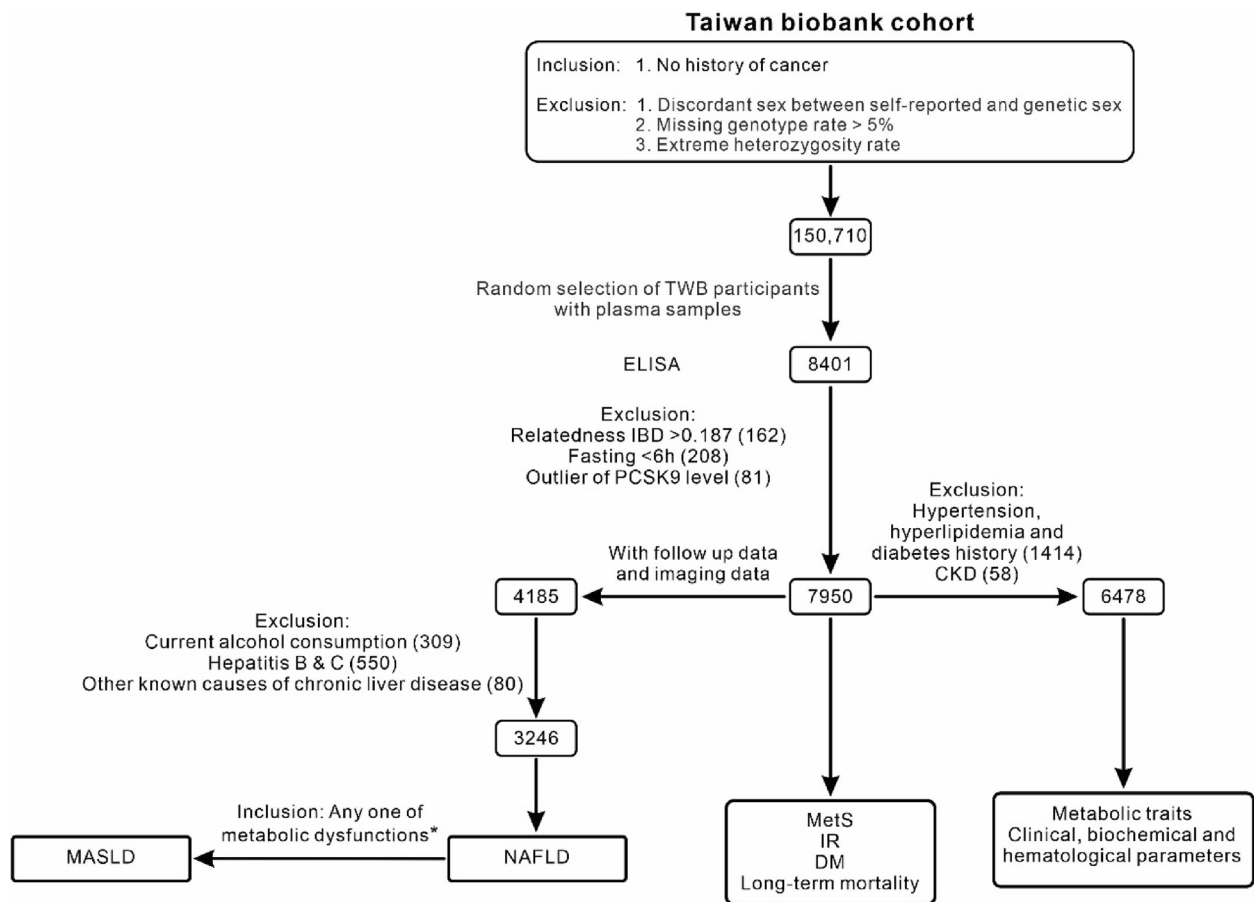 Taiwan biobank cohort
Inclusion: 1. No history of cancer
Exclusion: 1. Discordant sex between self-reported and genetic sex
2. Missing genotype rate > 5%
3. Extreme heterozygosity rate
150,710
Random selection of TWB participants
with plasma samples
ELISA
8401
Exclusion:
Relatedness IBD >0.187 (162)
Fasting <6h (208)
Outlier of PCSK9 level (81)
Exclusion:
Hypertension,
hyperlipidemia and
diabetes history (1414)
CKD (58)
With follow up data
and imaging data
4185
7950
6478
Exclusion:
Current alcohol consumption (309)
Hepatitis B & C (550)
Other known causes of chronic liver disease (80)
3246
Inclusion: Any one of
metabolic dysfunctions*
MASLD
NAFLD
MetS
IR
DM
Long-term mortality
Metabolic traits
Clinical, biochemical and
hematological parameters